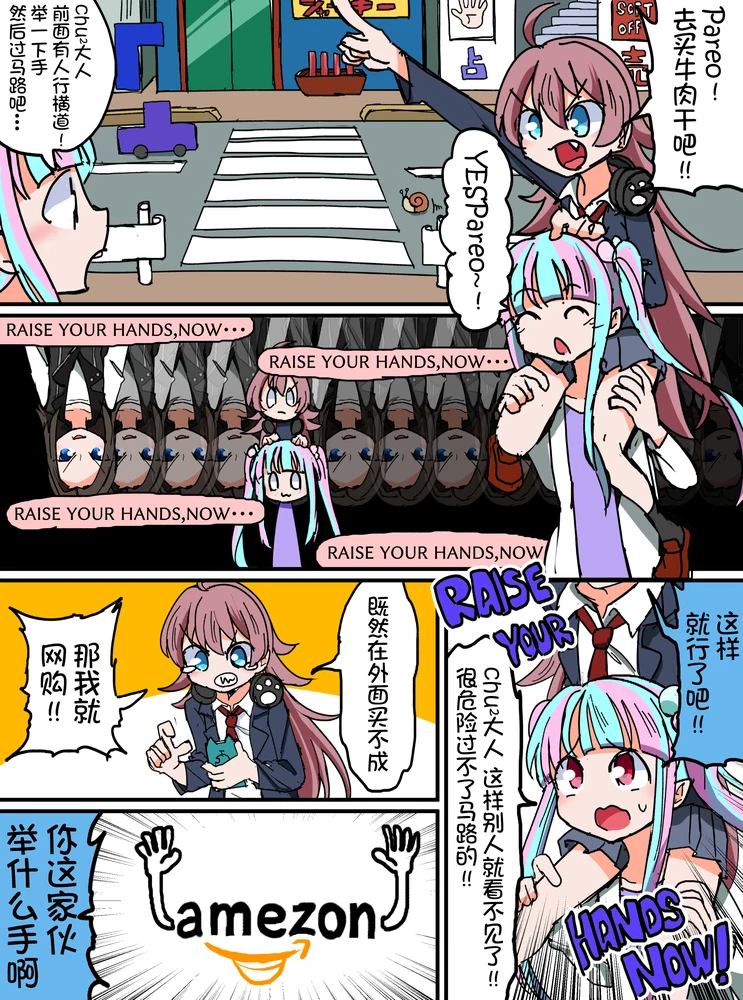 Pareo~
去买牛肉干吧!!
YESPareo~!
Chu²大人
前面有人行横道!
举一下手
然后过马路吧…
SOFT
OFF
占
売
RAISE YOUR HANDS,NOW・・・
RAISE YOUR HANDS,NOW・・・
RAISE YOUR HANDS,NOW・・・
RAISE YOUR HANDS,NOW
这样
就行了吧!!
RAISE
YOUR
Chu²大人 这样别人就看不见了!!
很危险过不了马路的!!
HANDS
NOW!
既然在外面买不成
那我就
网购!!
amezon
你这家伙
举什么手啊